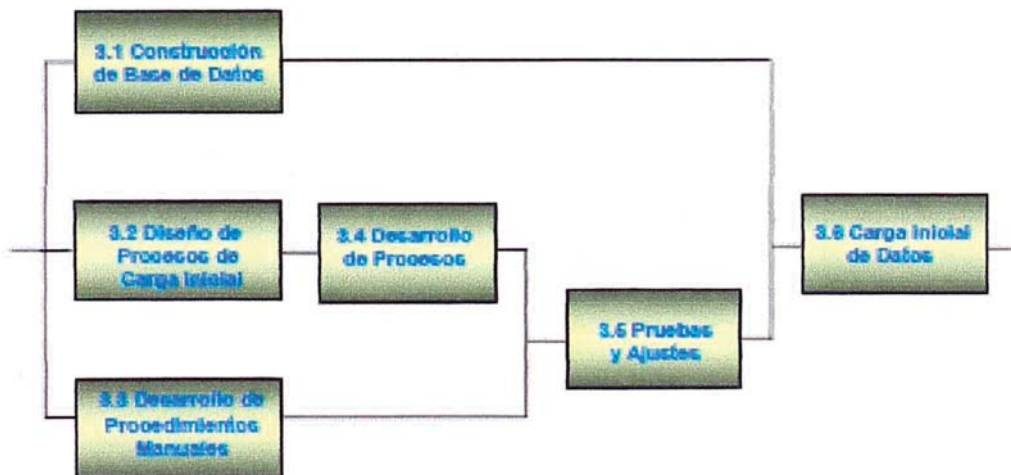 3.1 Construcción
de Base de Datos
3.2 Diseño de
Procesos de
Carga Inicial
3.4 Desarrollo
de Procesos
3.3 Desarrollo de
Procedimientos
Manuales
3.5 Pruebas
y Ajustes
3.6 Carga Inicial
de Datos